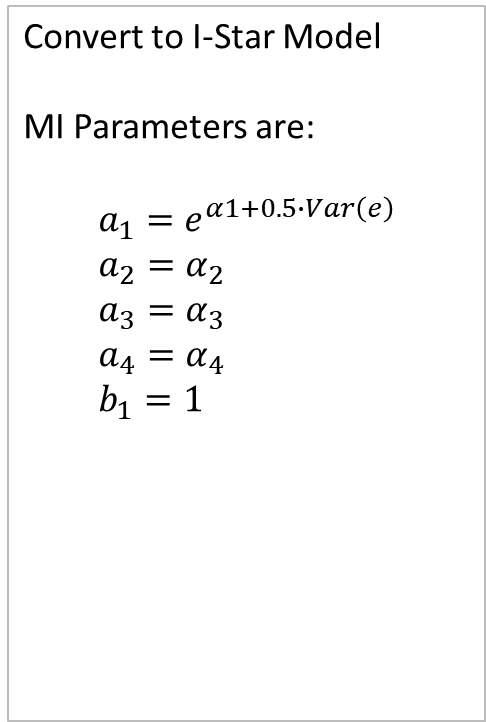 Convert to I-Star Model
MI Parameters are:
a₁ = e^{α1+0.5·Var(e)}
a₂ = α₂
a₃ = α₃
a₄ = α₄
b₁ = 1